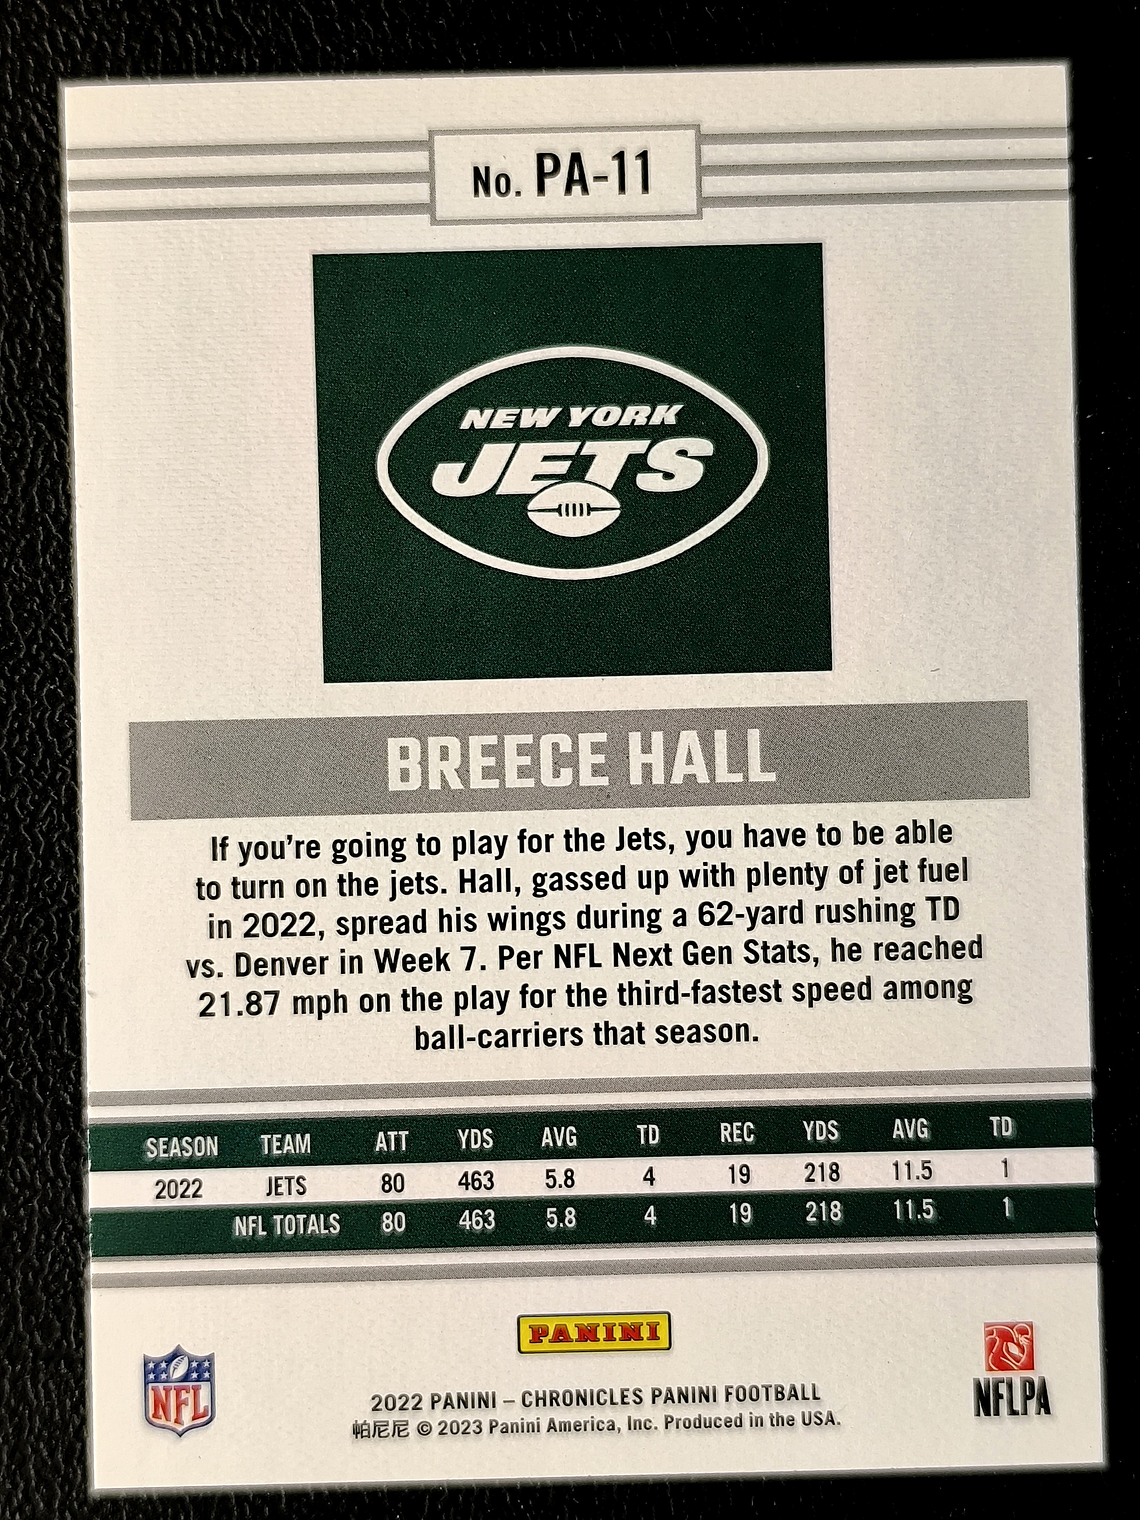 No. PA-11
NEW YORK
JETS
BREECE HALL
If you're going to play for the Jets, you have to be able
to turn on the jets. Hall, gassed up with plenty of jet fuel
in 2022, spread his wings during a 62-yard rushing TD
vs. Denver in Week 7. Per NFL Next Gen Stats, he reached
21.87 mph on the play for the third-fastest speed among
ball-carriers that season.
SEASON TEAM ATT YDS AVG TD REC YDS AVG TD
2022 JETS 80 463 5.8 4 19 218 11.5 1
NFL TOTALS 80 463 5.8 4 19 218 11.5 1
PANINI
NFL
NFLPA
2022 PANINI – CHRONICLES PANINI FOOTBALL
帕尼尼 © 2023 Panini America, Inc. Produced in the USA.